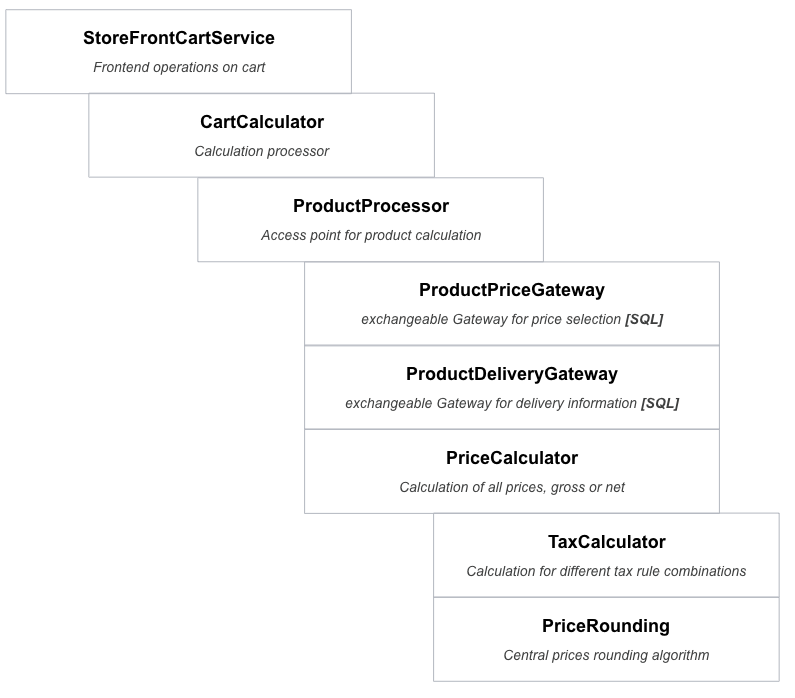 StoreFrontCartService
Frontend operations on cart
CartCalculator
Calculation processor
ProductProcessor
Access point for product calculation
ProductPriceGateway
exchangeable Gateway for price selection [SQL]
ProductDeliveryGateway
exchangeable Gateway for delivery information [SQL]
PriceCalculator
Calculation of all prices, gross or net
TaxCalculator
Calculation for different tax rule combinations
PriceRounding
Central prices rounding algorithm